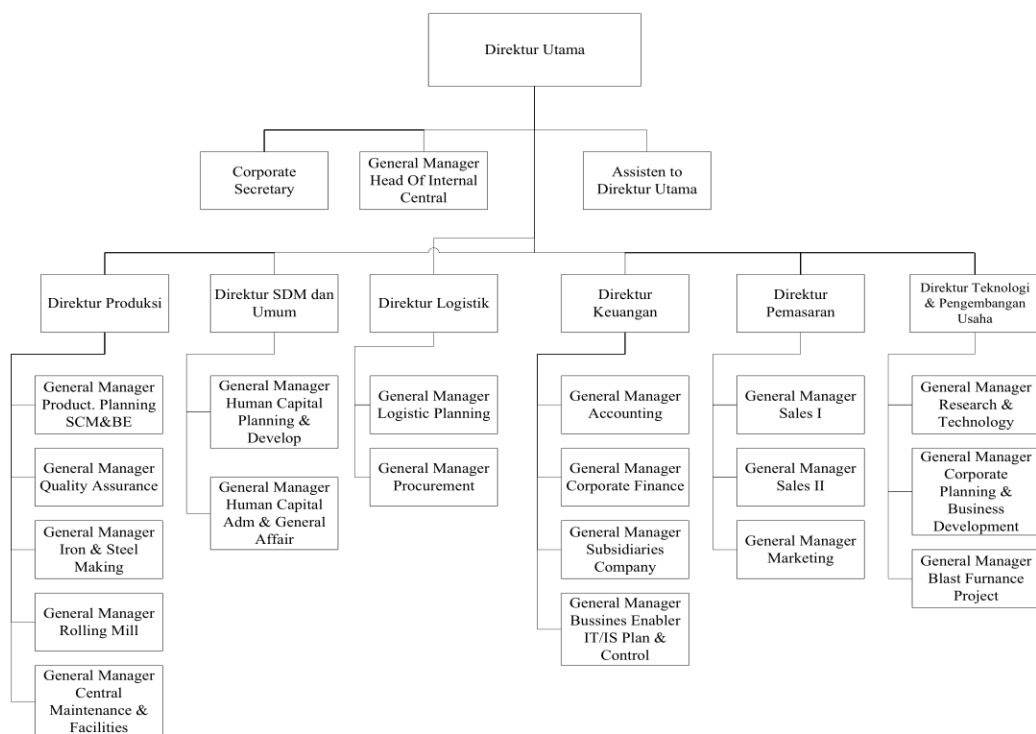 Direktur Utama
Corporate
Secretary
General Manager
Head Of Internal
Central
Assisten to
Direktur Utama
Direktur Produksi
Direktur SDM dan
Umum
Direktur Logistik
Direktur
Keuangan
Direktur
Pemasaran
Direktur Teknologi
& Pengembangan
Usaha
General Manager
Product. Planning
SCM&BE
General Manager
Quality Assurance
General Manager
Iron & Steel
Making
General Manager
Rolling Mill
General Manager
Central
Maintenance &
Facilities
General Manager
Human Capital
Planning &
Develop
General Manager
Human Capital
Adm & General
Affair
General Manager
Logistic Planning
General Manager
Procurement
General Manager
Accounting
General Manager
Corporate Finance
General Manager
Subsidiaries
Company
General Manager
Bussines Enabler
IT/IS Plan &
Control
General Manager
Sales I
General Manager
Sales II
General Manager
Marketing
General Manager
Research &
Technology
General Manager
Corporate
Planning &
Business
Development
General Manager
Blast Furnance
Project